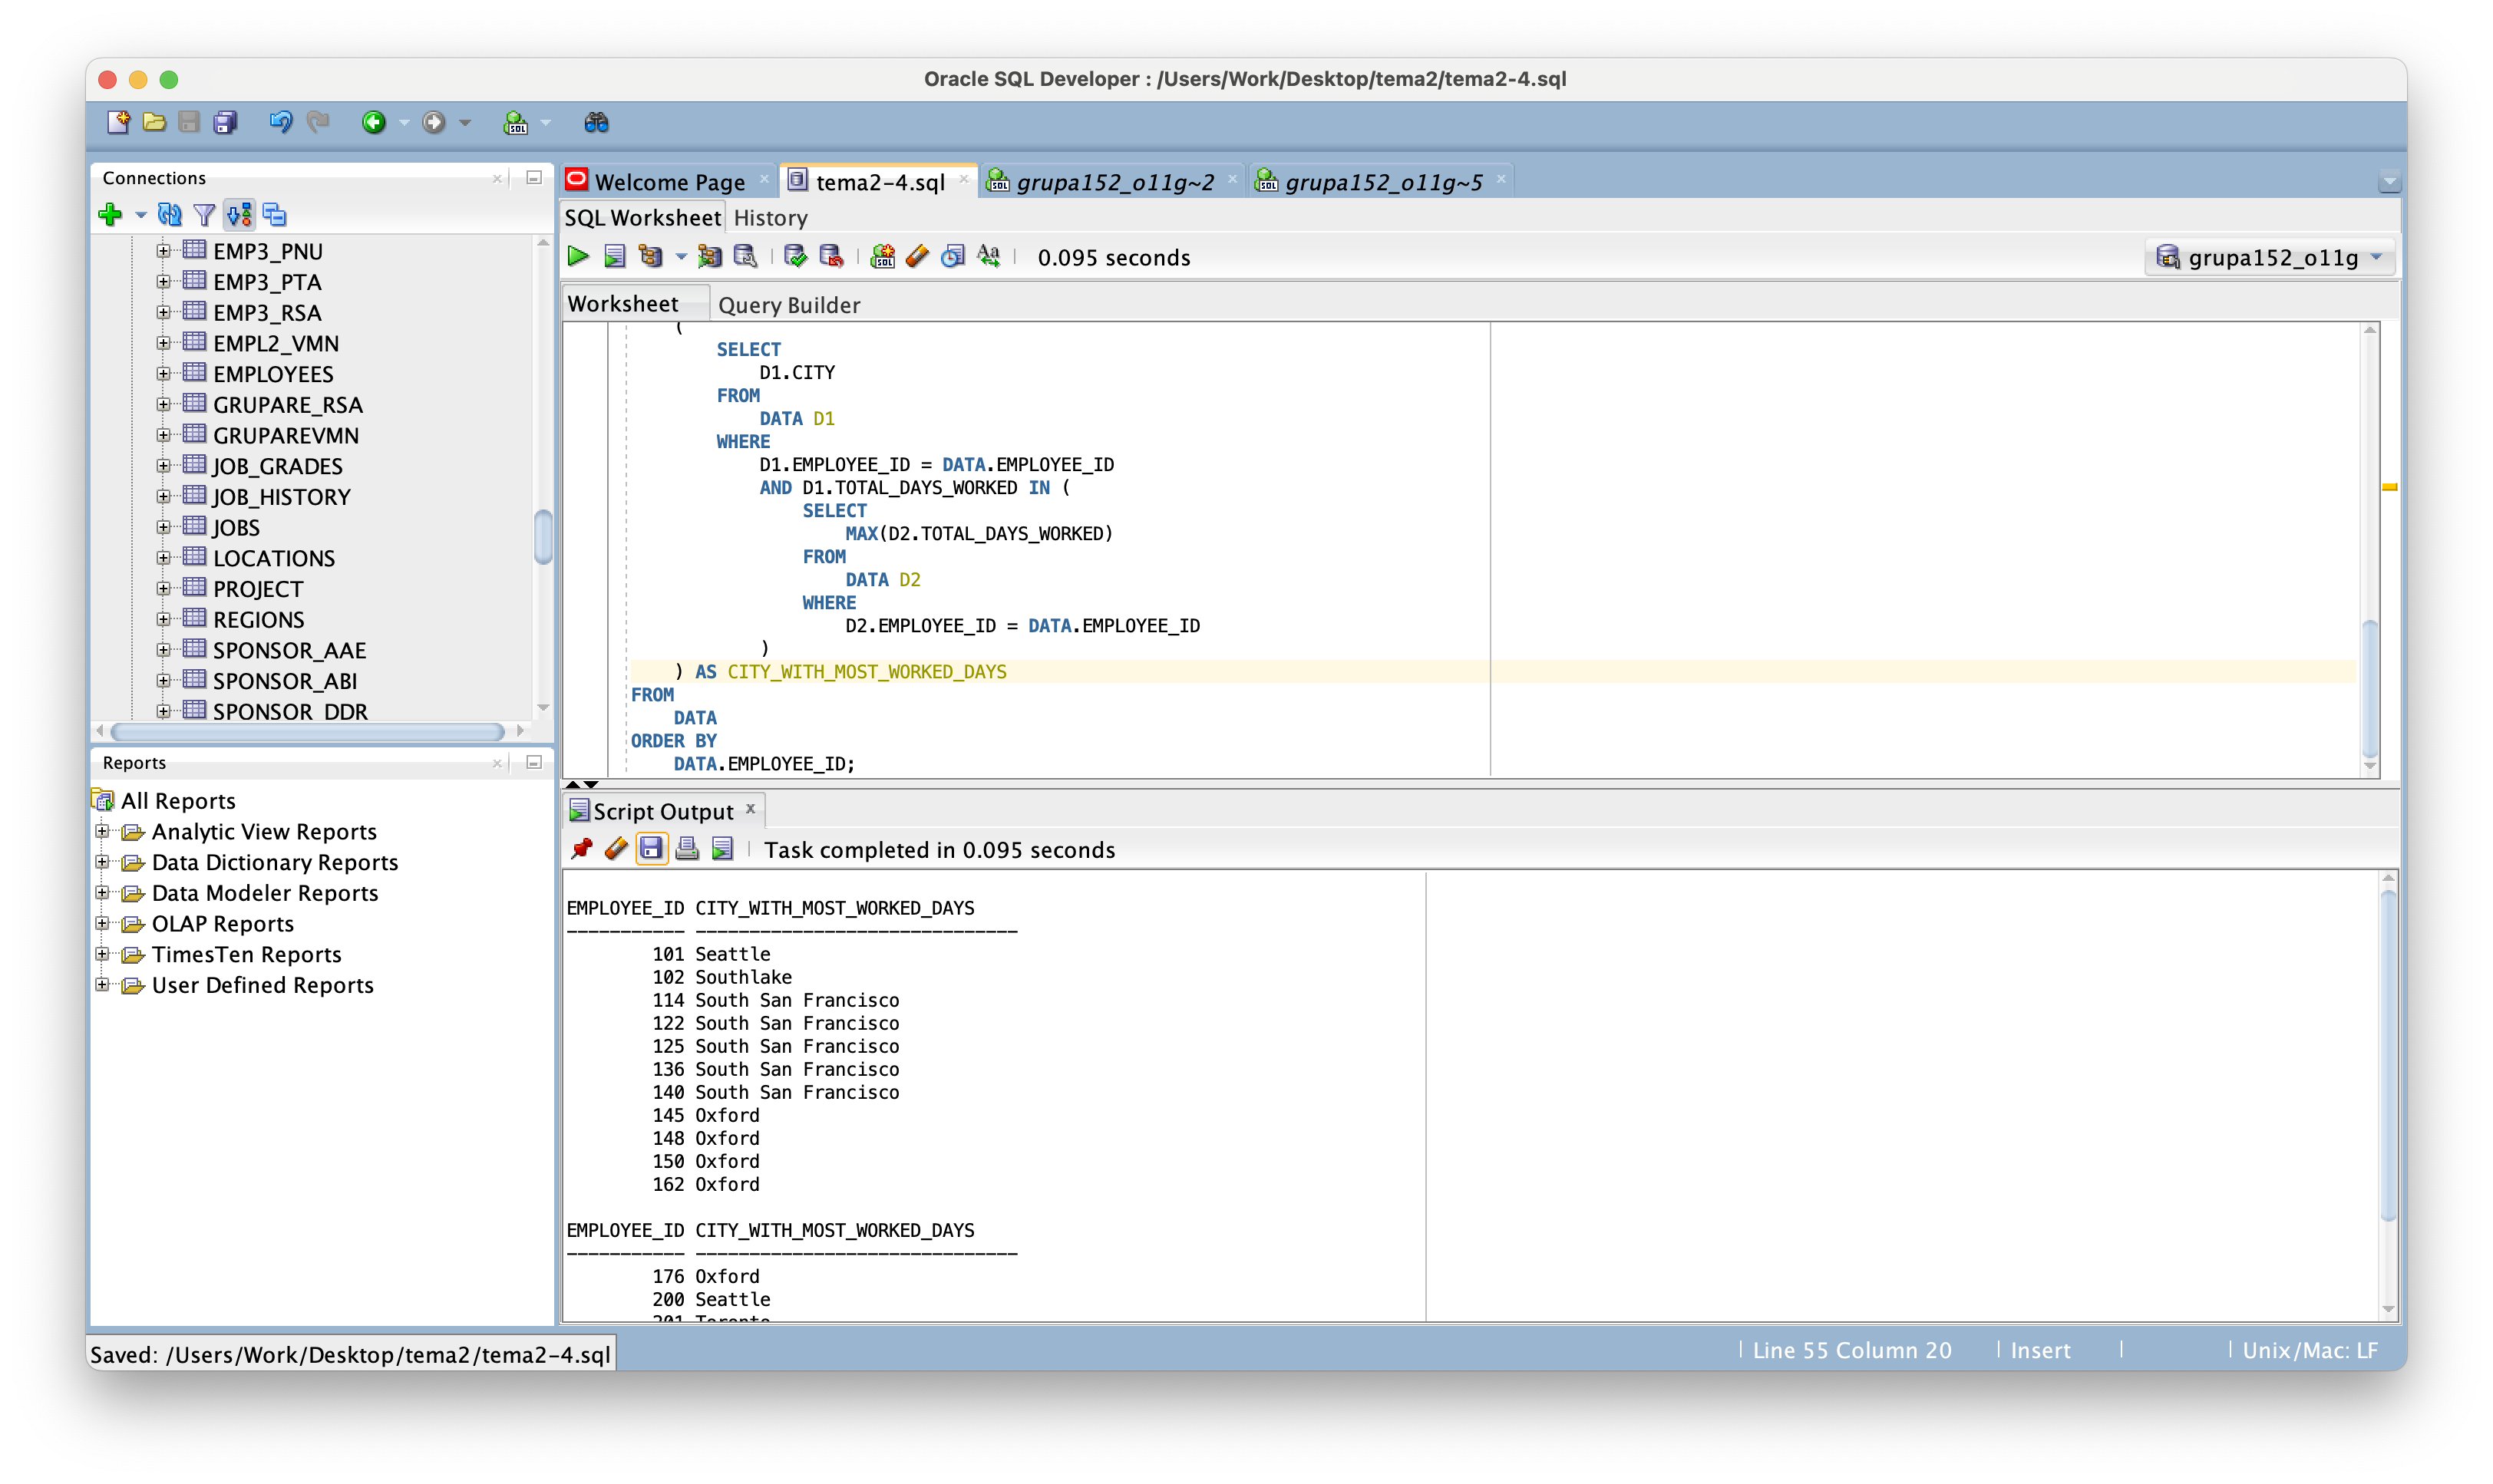 Oracle SQL Developer : /Users/Work/Desktop/tema2/tema2-4.sql
Connections
EMP3_PNU
EMP3_PTA
EMP3_RSA
EMPL2_VMN
EMPLOYEES
GRUPARE_RSA
GRUPAREVMN
JOB_GRADES
JOB_HISTORY
JOBS
LOCATIONS
PROJECT
REGIONS
SPONSOR_AAE
SPONSOR_ABI
SPONSOR_DDR
Reports
All Reports
Analytic View Reports
Data Dictionary Reports
Data Modeler Reports
OLAP Reports
TimesTen Reports
User Defined Reports
Welcome Page tema2-4.sql grupa152_o11g~2 grupa152_o11g~5
SQL Worksheet History
0.095 seconds grupa152_o11g
Worksheet Query Builder
(
SELECT
D1.CITY
FROM
DATA D1
WHERE
D1.EMPLOYEE_ID = DATA.EMPLOYEE_ID
AND D1.TOTAL_DAYS_WORKED IN (
SELECT
MAX(D2.TOTAL_DAYS_WORKED)
FROM
DATA D2
WHERE
D2.EMPLOYEE_ID = DATA.EMPLOYEE_ID
)
) AS CITY_WITH_MOST_WORKED_DAYS
FROM
DATA
ORDER BY
DATA.EMPLOYEE_ID;
Script Output
Task completed in 0.095 seconds
EMPLOYEE_ID CITY_WITH_MOST_WORKED_DAYS
----------- ------------------------------
101 Seattle
102 Southlake
114 South San Francisco
122 South San Francisco
125 South San Francisco
136 South San Francisco
140 South San Francisco
145 Oxford
148 Oxford
150 Oxford
162 Oxford
EMPLOYEE_ID CITY_WITH_MOST_WORKED_DAYS
----------- ------------------------------
176 Oxford
200 Seattle
201 Toronto
Saved: /Users/Work/Desktop/tema2/tema2-4.sql
Line 55 Column 20 Insert Unix/Mac: LF